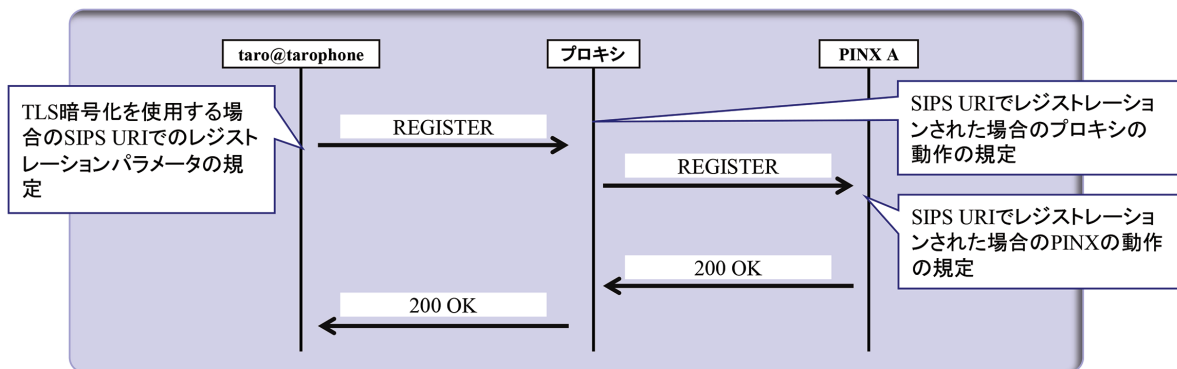 taro@tarophone
プロキシ
PINX A
TLS暗号化を使用する場
合のSIPS URIでのレジスト
レーションパラメータの規
定
SIPS URIでレジストレーショ
ンされた場合のプロキシの
動作の規定
REGISTER
REGISTER
SIPS URIでレジストレーショ
ンされた場合のPINXの動作
の規定
200 OK
200 OK